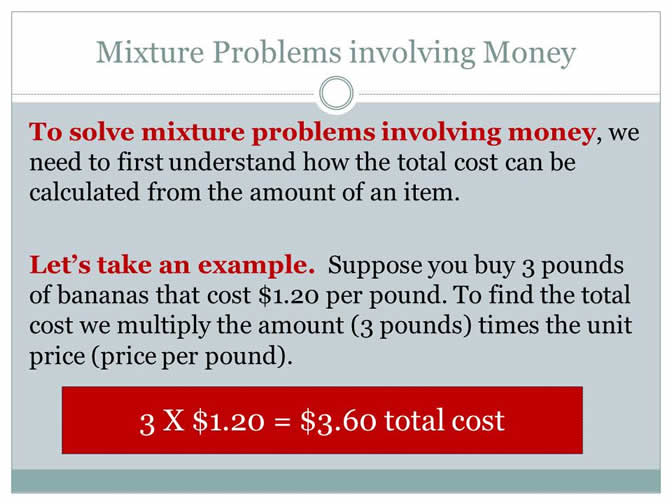 Mixture Problems involving Money
To solve mixture problems involving money, we
need to first understand how the total cost can be
calculated from the amount of an item.
Let's take an example.  Suppose you buy 3 pounds
of bananas that cost $1.20 per pound. To find the total
cost we multiply the amount (3 pounds) times the unit
price (price per pound).
3 X $1.20 = $3.60 total cost